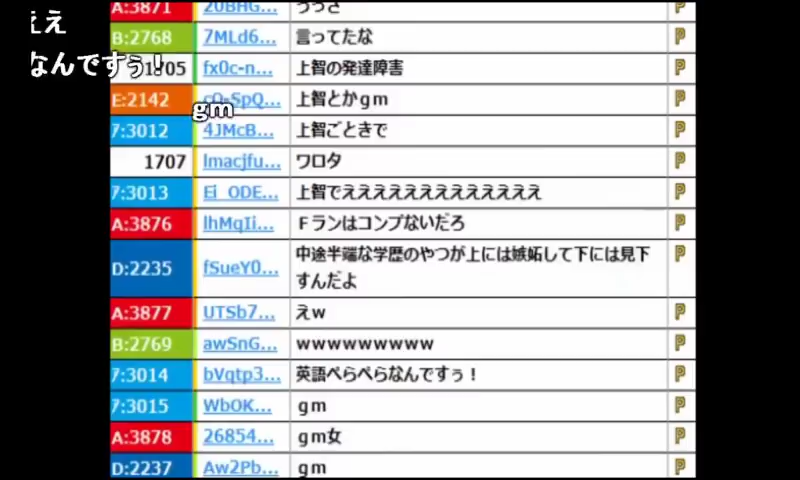 A:3871 20BHG... うっさ
ええ
B:2768 7MLd6... 言ってたな
なんですぅ！
1705 fx0c-n... 上智の発達障害
E:2142 cO-SpQ... 上智とかｇｍ
gm
7:3012 4JMcB... 上智ごときで
1707 lmacjfu... ワロタ
7:3013 Ei_ODE... 上智でええええええええええええ
A:3876 lhMqIi... Ｆランはコンプないだろ
D:2235 fSueY0... 中途半端な学歴のやつが上には嫉妬して下には見下
すんだよ
A:3877 UTSb7... えｗ
B:2769 awSnG... ｗｗｗｗｗｗｗｗｗ
7:3014 bVqtp3... 英語ぺらぺらなんですぅ！
7:3015 WbOK... ｇｍ
A:3878 26854... ｇｍ女
D:2237 Aw2Pb... ｇｍ